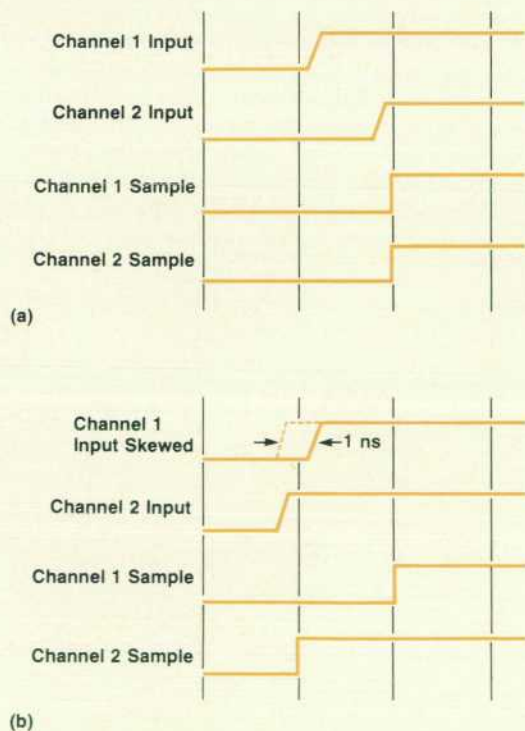 Channel 1 Input
Channel 2 Input
Channel 1 Sample
Channel 2 Sample
(a)
Channel 1
Input Skewed
1 ns
Channel 2 Input
Channel 1 Sample
Channel 2 Sample
(b)